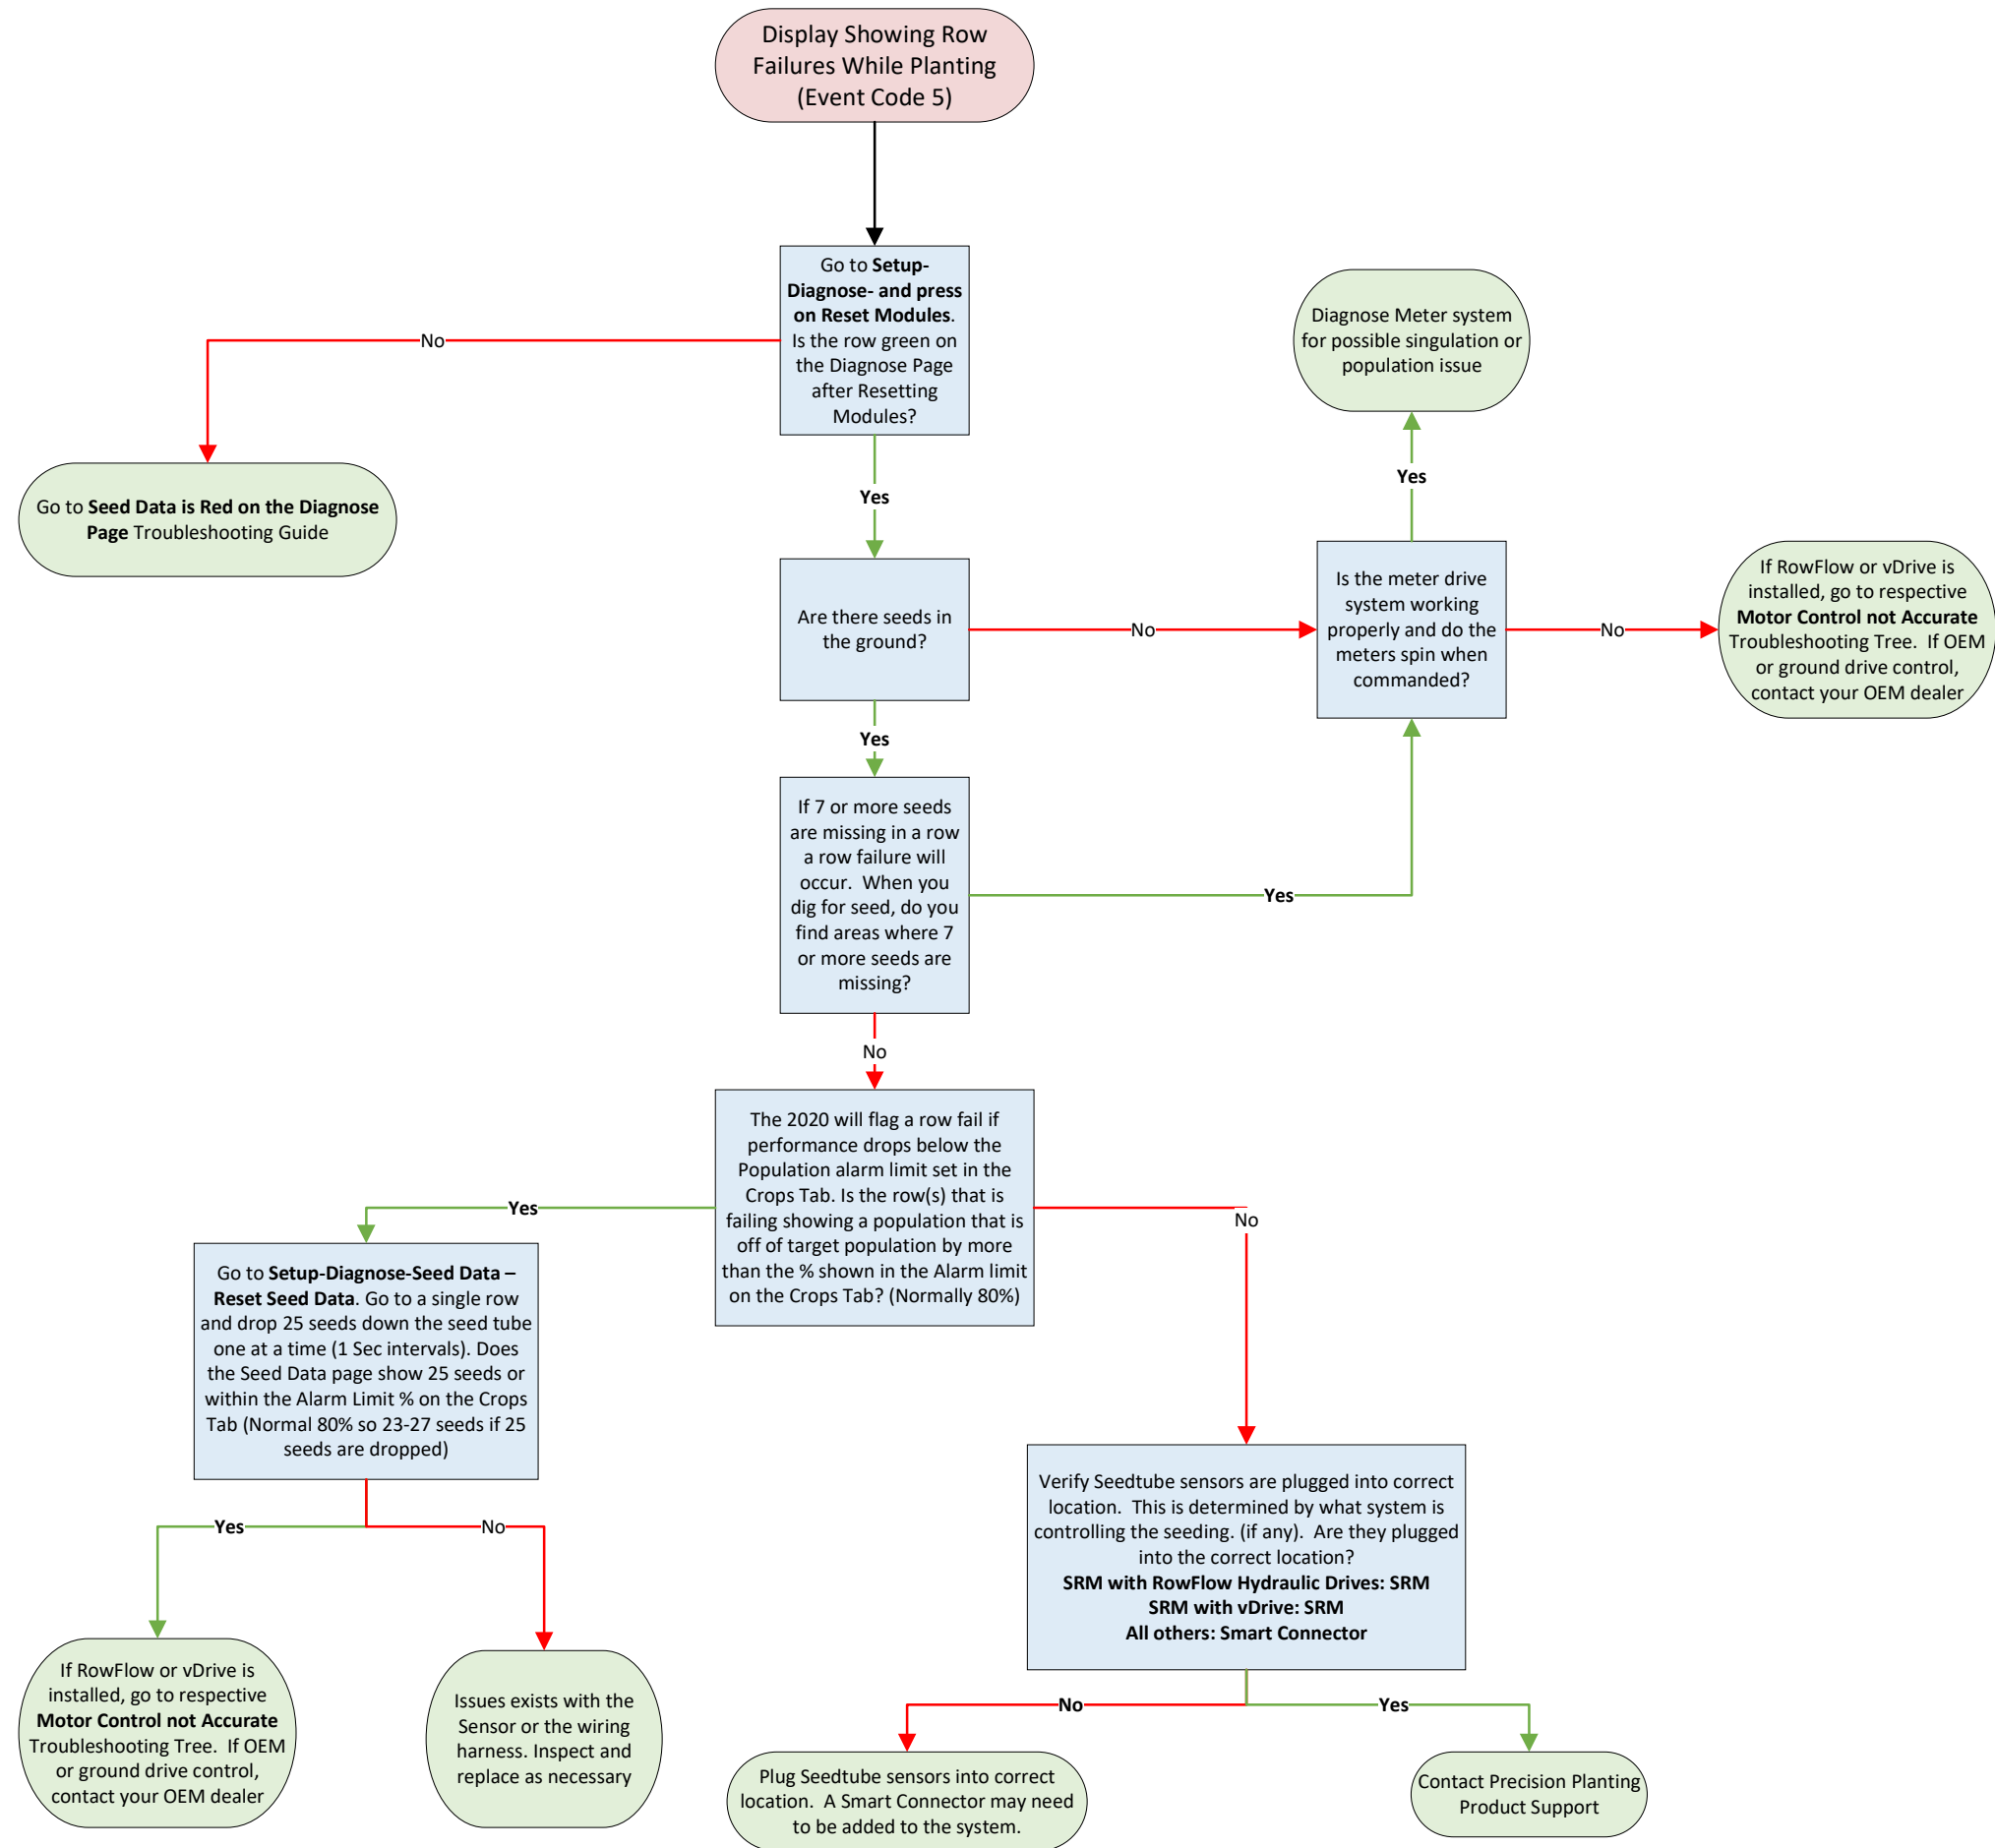 Display Showing Row
Failures While Planting
(Event Code 5)
Go to Setup-
Diagnose- and press
on Reset Modules.
Is the row green on
the Diagnose Page
after Resetting
Modules?
No
Go to Seed Data is Red on the Diagnose
Page Troubleshooting Guide
Yes
Are there seeds in
the ground?
No
Is the meter drive
system working
properly and do the
meters spin when
commanded?
Yes
Diagnose Meter system
for possible singulation or
population issue
No
If RowFlow or vDrive is
installed, go to respective
Motor Control not Accurate
Troubleshooting Tree.  If OEM
or ground drive control,
contact your OEM dealer
Yes
If 7 or more seeds
are missing in a row
a row failure will
occur.  When you
dig for seed, do you
find areas where 7
or more seeds are
missing?
Yes
No
The 2020 will flag a row fail if
performance drops below the
Population alarm limit set in the
Crops Tab. Is the row(s) that is
failing showing a population that is
off of target population by more
than the % shown in the Alarm limit
on the Crops Tab? (Normally 80%)
Yes
Go to Setup-Diagnose-Seed Data –
Reset Seed Data. Go to a single row
and drop 25 seeds down the seed tube
one at a time (1 Sec intervals). Does
the Seed Data page show 25 seeds or
within the Alarm Limit % on the Crops
Tab (Normal 80% so 23-27 seeds if 25
seeds are dropped)
Yes
If RowFlow or vDrive is
installed, go to respective
Motor Control not Accurate
Troubleshooting Tree.  If OEM
or ground drive control,
contact your OEM dealer
No
Issues exists with the
Sensor or the wiring
harness. Inspect and
replace as necessary
No
Verify Seedtube sensors are plugged into correct
location.  This is determined by what system is
controlling the seeding. (if any).  Are they plugged
into the correct location?
SRM with RowFlow Hydraulic Drives: SRM
SRM with vDrive: SRM
All others: Smart Connector
No
Plug Seedtube sensors into correct
location.  A Smart Connector may need
to be added to the system.
Yes
Contact Precision Planting
Product Support